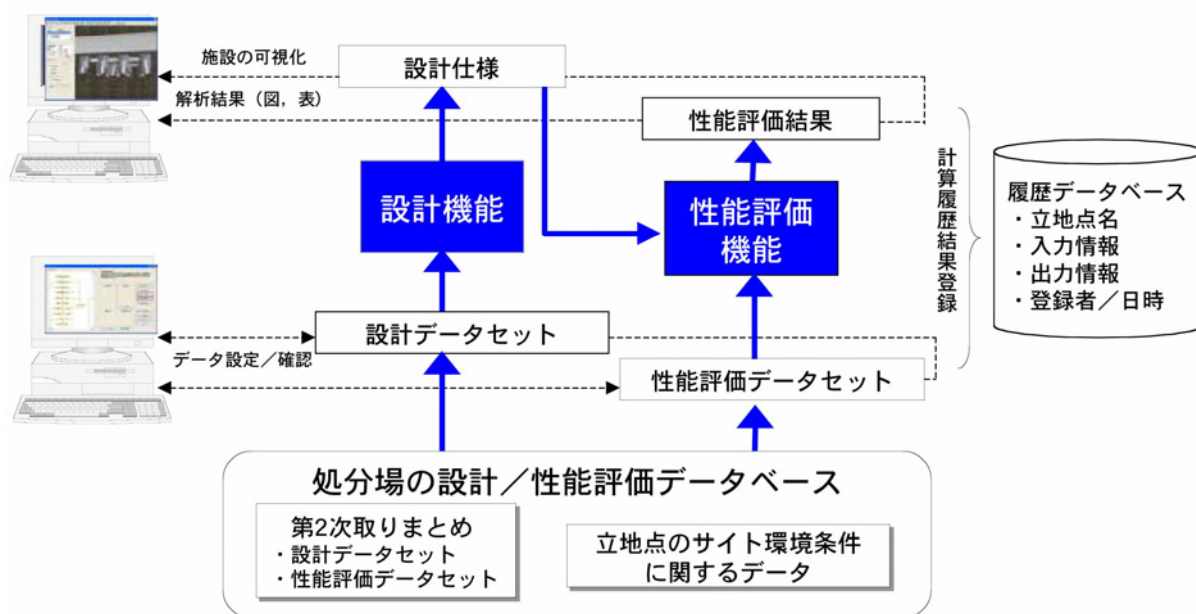 施設の可視化
設計仕様
解析結果（図，表）
性能評価結果
設計機能
性能評価
機能
計算履歴結果登録
履歴データベース
・立地点名
・入力情報
・出力情報
・登録者／日時
設計データセット
データ設定／確認
性能評価データセット
処分場の設計／性能評価データベース
第2次取りまとめ
・設計データセット
・性能評価データセット
立地点のサイト環境条件
に関するデータ